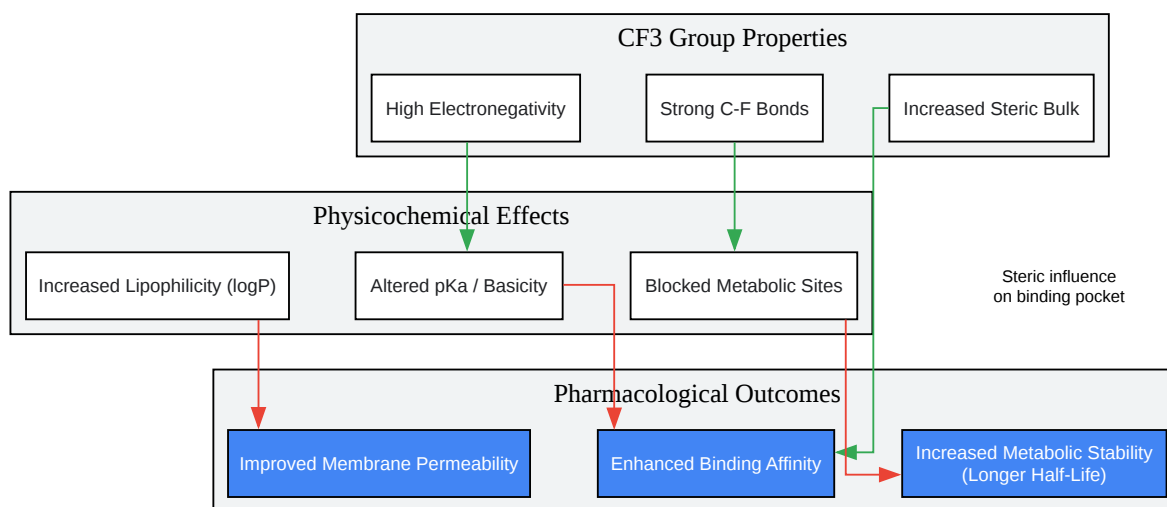 CF3 Group Properties
High Electronegativity
Strong C-F Bonds
Increased Steric Bulk
Physicochemical Effects
Increased Lipophilicity (logP)
Altered pKa / Basicity
Blocked Metabolic Sites
Steric influence
on binding pocket
Pharmacological Outcomes
Improved Membrane Permeability
Enhanced Binding Affinity
Increased Metabolic Stability
(Longer Half-Life)